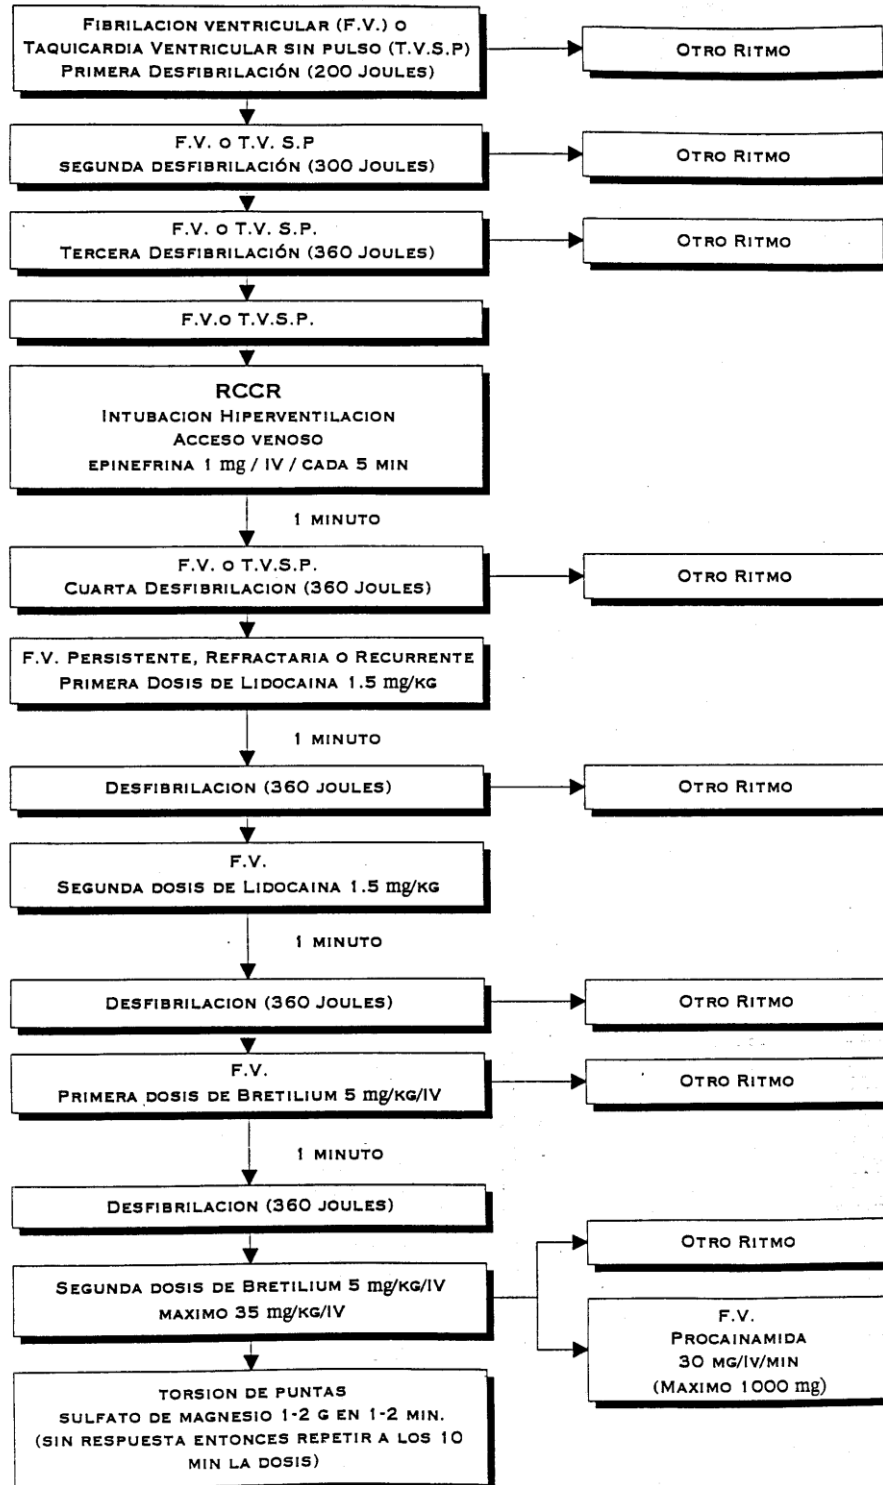 FIBRILACION VENTRICULAR (F.V.) O
TAQUICARDIA VENTRICULAR SIN PULSO (T.V.S.P)
PRIMERA DESFIBRILACIÓN (200 JOULES)
OTRO RITMO
F.V. O T.V. S.P
SEGUNDA DESFIBRILACIÓN (300 JOULES)
OTRO RITMO
F.V. O T.V. S.P.
TERCERA DESFIBRILACIÓN (360 JOULES)
OTRO RITMO
F.V.O T.V.S.P.
RCCR
INTUBACION HIPERVENTILACION
ACCESO VENOSO
EPINEFRINA 1 mg / IV / CADA 5 MIN
1 MINUTO
F.V. O T.V.S.P.
CUARTA DESFIBRILACION (360 JOULES)
OTRO RITMO
F.V. PERSISTENTE, REFRACTARIA O RECURRENTE
PRIMERA DOSIS DE LIDOCAINA 1.5 mg/KG
1 MINUTO
DESFIBRILACION (360 JOULES)
OTRO RITMO
F.V.
SEGUNDA DOSIS DE LIDOCAINA 1.5 mg/KG
1 MINUTO
DESFIBRILACION (360 JOULES)
OTRO RITMO
F.V.
PRIMERA DOSIS DE BRETILIUM 5 mg/KG/IV
OTRO RITMO
1 MINUTO
DESFIBRILACION (360 JOULES)
SEGUNDA DOSIS DE BRETILIUM 5 mg/KG/IV
MAXIMO 35 mg/KG/IV
OTRO RITMO
F.V.
PROCAINAMIDA
30 MG/IV/MIN
(MAXIMO 1000 mg)
TORSION DE PUNTAS
SULFATO DE MAGNESIO 1-2 G EN 1-2 MIN.
(SIN RESPUESTA ENTONCES REPETIR A LOS 10
MIN LA DOSIS)